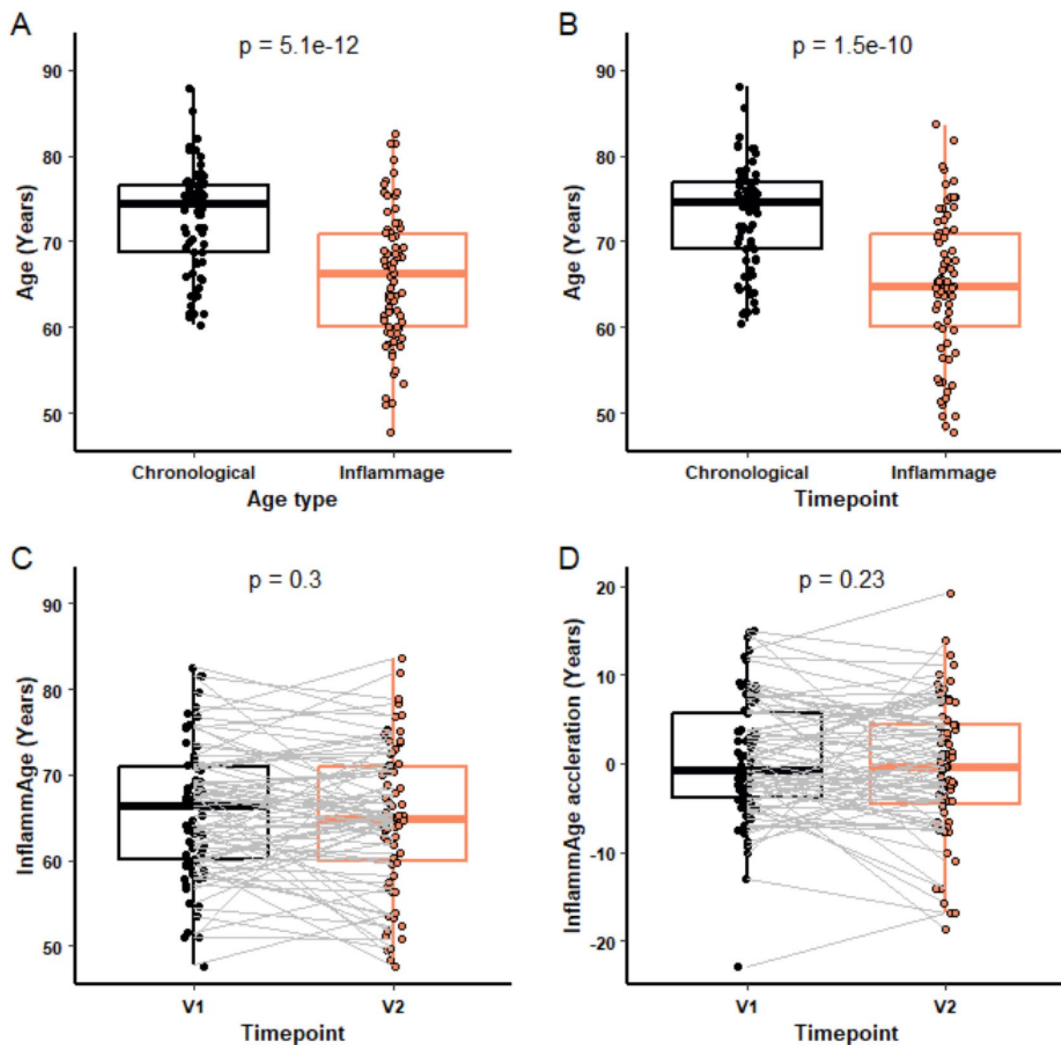 A
p = 5.1e-12
Age (Years)
90
80
70
60
50
Chronological
Inflammage
Age type
B
p = 1.5e-10
Age (Years)
90
80
70
60
50
Chronological
Inflammage
Timepoint
C
p = 0.3
InflammAge (Years)
90
80
70
60
50
V1
V2
Timepoint
D
p = 0.23
InflammAge accleration (Years)
20
10
0
-10
-20
V1
V2
Timepoint